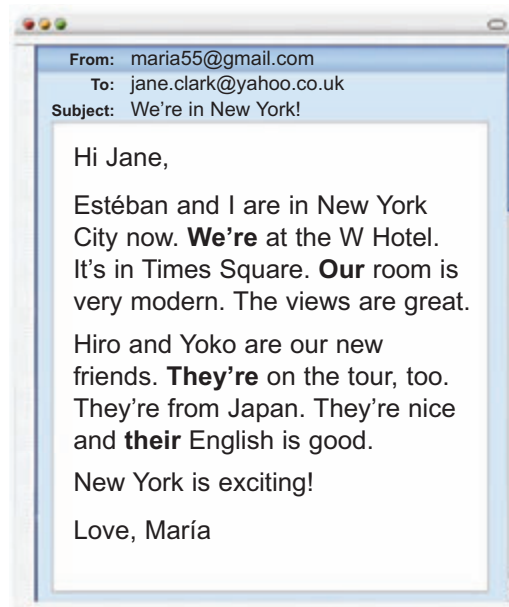 From: maria55@gmail.com
To: jane.clark@yahoo.co.uk
Subject: We're in New York!
Hi Jane,
Estéban and I are in New York
City now. We're at the W Hotel.
It's in Times Square. Our room is
very modern. The views are great.
Hiro and Yoko are our new
friends. They're on the tour, too.
They're from Japan. They're nice
and their English is good.
New York is exciting!
Love, María